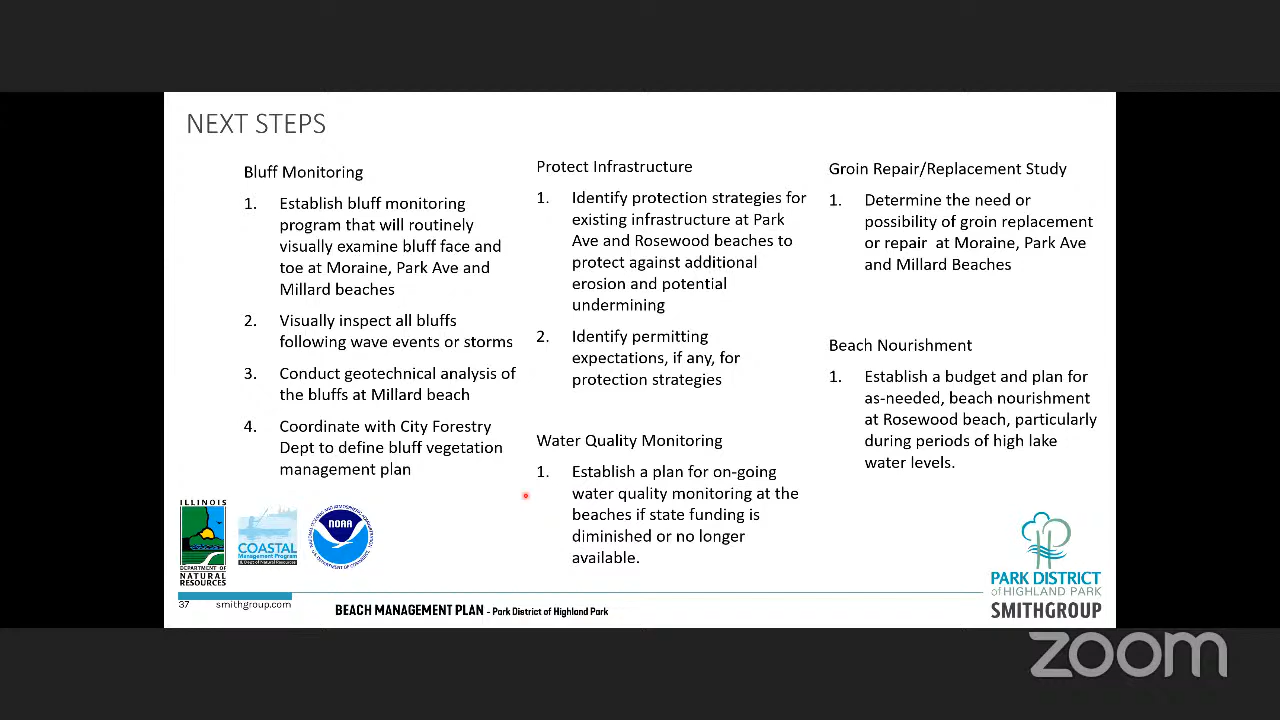 NEXT STEPS
Bluff Monitoring
1. Establish bluff monitoring
program that will routinely
visually examine bluff face and
toe at Moraine, Park Ave and
Millard beaches
2. Visually inspect all bluffs
following wave events or storms
3. Conduct geotechnical analysis of
the bluffs at Millard beach
4. Coordinate with City Forestry
Dept to define bluff vegetation
management plan
Protect Infrastructure
1. Identify protection strategies for
existing infrastructure at Park
Ave and Rosewood beaches to
protect against additional
erosion and potential
undermining
2. Identify permitting
expectations, if any, for
protection strategies
Water Quality Monitoring
1. Establish a plan for on-going
water quality monitoring at the
beaches if state funding is
diminished or no longer
available.
Groin Repair/Replacement Study
1. Determine the need or
possibility of groin replacement
or repair at Moraine, Park Ave
and Millard Beaches
Beach Nourishment
1. Establish a budget and plan for
as-needed, beach nourishment
at Rosewood beach, particularly
during periods of high lake
water levels.
ILLINOIS
DEPARTMENT OF
NATURAL
RESOURCES
COASTAL
Management Program
NOAA
PARK DISTRICT
of HIGHLAND PARK
SMITHGROUP
37 smithgroup.com
BEACH MANAGEMENT PLAN - Park District of Highland Park
zoom